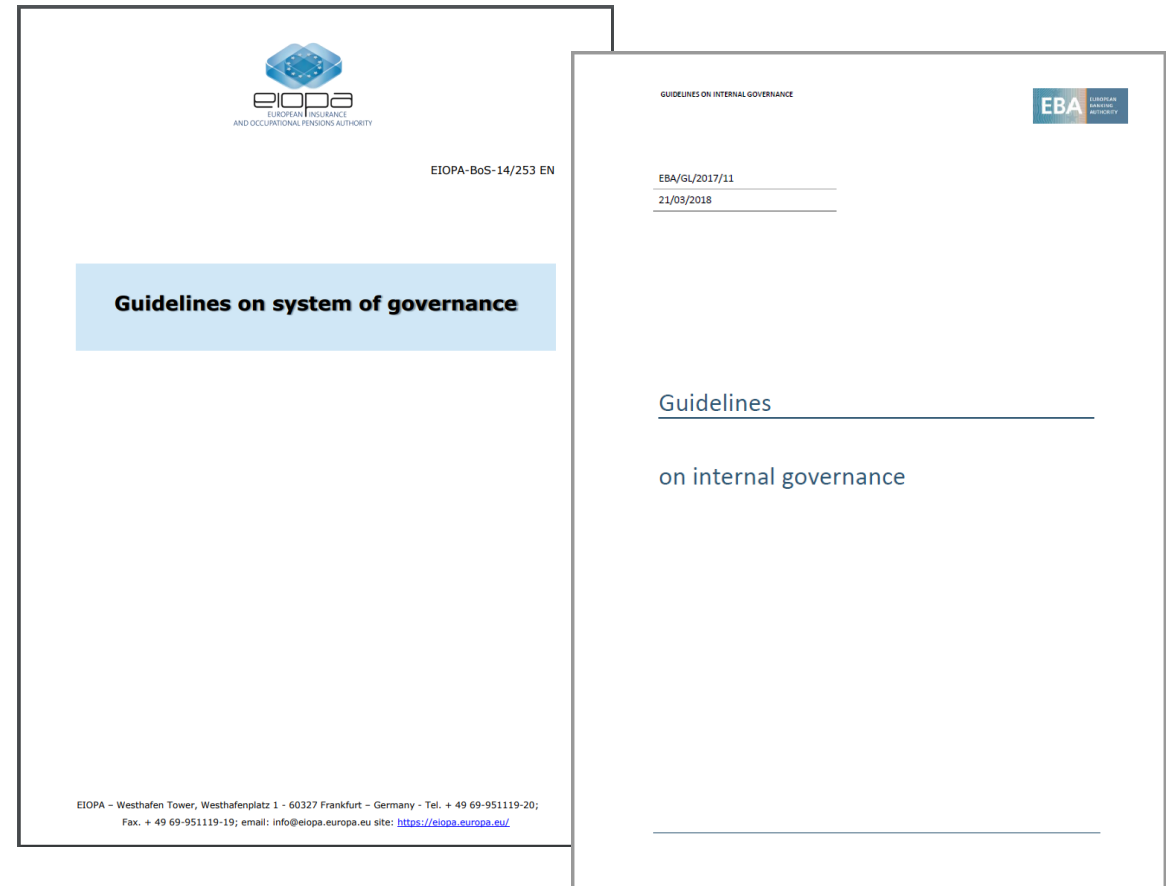 eiopa
EUROPEAN INSURANCE
AND OCCUPATIONAL PENSIONS AUTHORITY
EIOPA-BoS-14/253 EN
Guidelines on system of governance
EIOPA – Westhafen Tower, Westhafenplatz 1 - 60327 Frankfurt – Germany - Tel. + 49 69-951119-20;
Fax. + 49 69-951119-19; email: info@eiopa.europa.eu site: https://eiopa.europa.eu/
GUIDELINES ON INTERNAL GOVERNANCE
EBA
EUROPEAN
BANKING
AUTHORITY
EBA/GL/2017/11
21/03/2018
Guidelines
on internal governance